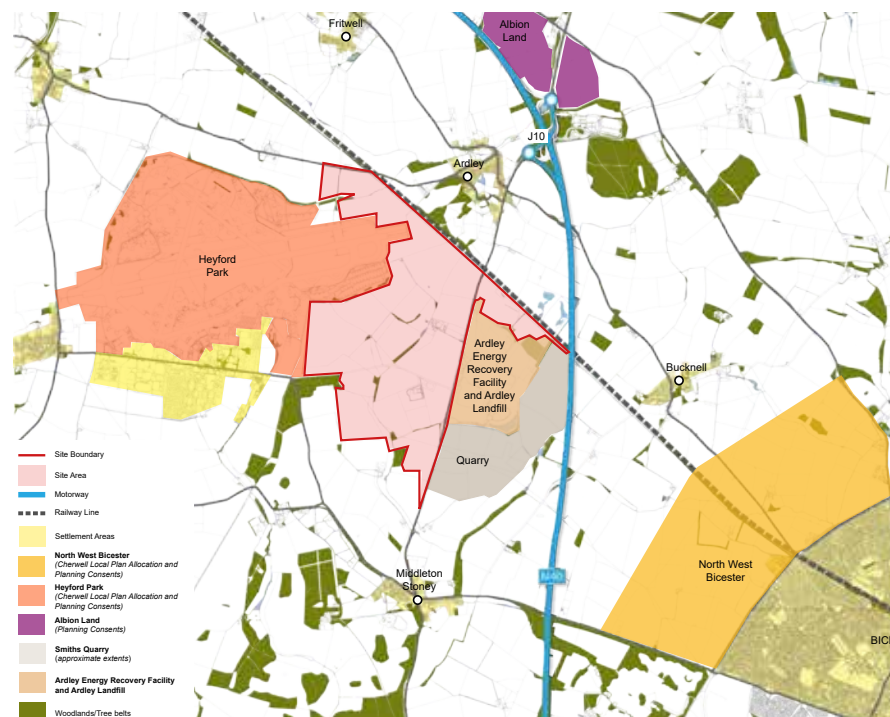 Fritwell
Albion
Land
J10
Ardley
Heyford
Park
Ardley
Energy
Recovery
Facility
and Ardley
Landfill
Bucknell
Quarry
North West
Bicester
Middleton
Stoney
M40
BIC
Site Boundary
Site Area
Motorway
Railway Line
Settlement Areas
North West Bicester
(Cherwell Local Plan Allocation and
Planning Consents)
Heyford Park
(Cherwell Local Plan Allocation and
Planning Consents)
Albion Land
(Planning Consents)
Smiths Quarry
(approximate extents)
Ardley Energy Recovery Facility
and Ardley Landfill
Woodlands/Tree belts